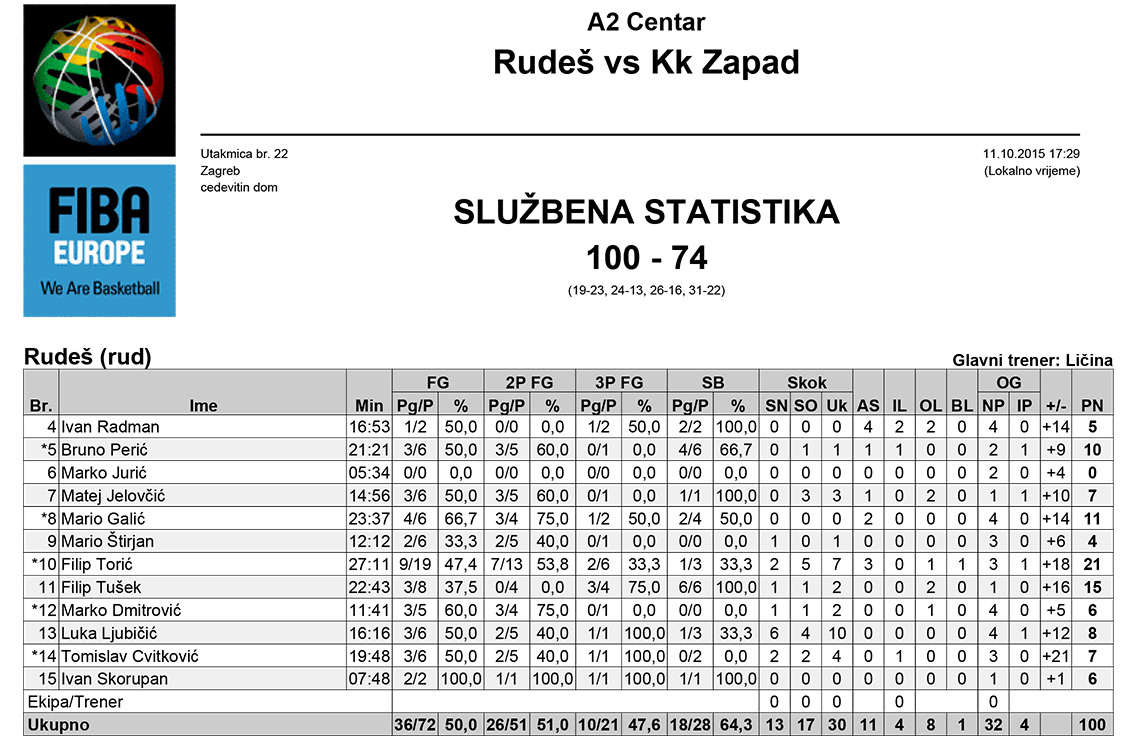 A2 Centar
Rudeš vs Kk Zapad
Utakmica br. 22
Zagreb
cedevitin dom
11.10.2015 17:29
(Lokalno vrijeme)
FIBA
EUROPE
We Are Basketball
SLUŽBENA STATISTIKA
100 - 74
(19-23, 24-13, 26-16, 31-22)
Rudeš (rud) Glavni trener: Ličina
FG 2P FG 3P FG SB Skok OG
Br. Ime Min Pg/P % Pg/P % Pg/P % Pg/P % SN SO Uk AS IL OL BL NP IP +/- PN
4 Ivan Radman 16:53 1/2 50,0 0/0 0,0 1/2 50,0 2/2 100,0 0 0 0 4 2 2 0 4 0 +14 5
*5 Bruno Perić 21:21 3/6 50,0 3/5 60,0 0/1 0,0 4/6 66,7 0 1 1 1 1 0 0 2 1 +9 10
6 Marko Jurić 05:34 0/0 0,0 0/0 0,0 0/0 0,0 0/0 0,0 0 0 0 0 0 0 0 2 0 +4 0
7 Matej Jelovčić 14:56 3/6 50,0 3/5 60,0 0/1 0,0 1/1 100,0 0 3 3 1 0 2 0 1 1 +10 7
*8 Mario Galić 23:37 4/6 66,7 3/4 75,0 1/2 50,0 2/4 50,0 0 0 0 2 0 0 0 4 0 +14 11
9 Mario Štirjan 12:12 2/6 33,3 2/5 40,0 0/1 0,0 0/0 0,0 1 0 1 0 0 0 0 3 0 +6 4
*10 Filip Torić 27:11 9/19 47,4 7/13 53,8 2/6 33,3 1/3 33,3 2 5 7 3 0 1 1 3 1 +18 21
11 Filip Tušek 22:43 3/8 37,5 0/4 0,0 3/4 75,0 6/6 100,0 1 1 2 0 0 2 0 1 0 +16 15
*12 Marko Dmitrović 11:41 3/5 60,0 3/4 75,0 0/1 0,0 0/0 0,0 1 1 2 0 0 1 0 4 0 +5 6
13 Luka Ljubičić 16:16 3/6 50,0 2/5 40,0 1/1 100,0 1/3 33,3 6 4 10 0 0 0 0 4 1 +12 8
*14 Tomislav Cvitković 19:48 3/6 50,0 2/5 40,0 1/1 100,0 0/2 0,0 2 2 4 0 1 0 0 3 0 +21 7
15 Ivan Skorupan 07:48 2/2 100,0 1/1 100,0 1/1 100,0 1/1 100,0 0 0 0 0 0 0 0 1 0 +1 6
Ekipa/Trener 0 0 0 0 0
Ukupno 36/72 50,0 26/51 51,0 10/21 47,6 18/28 64,3 13 17 30 11 4 8 1 32 4 100